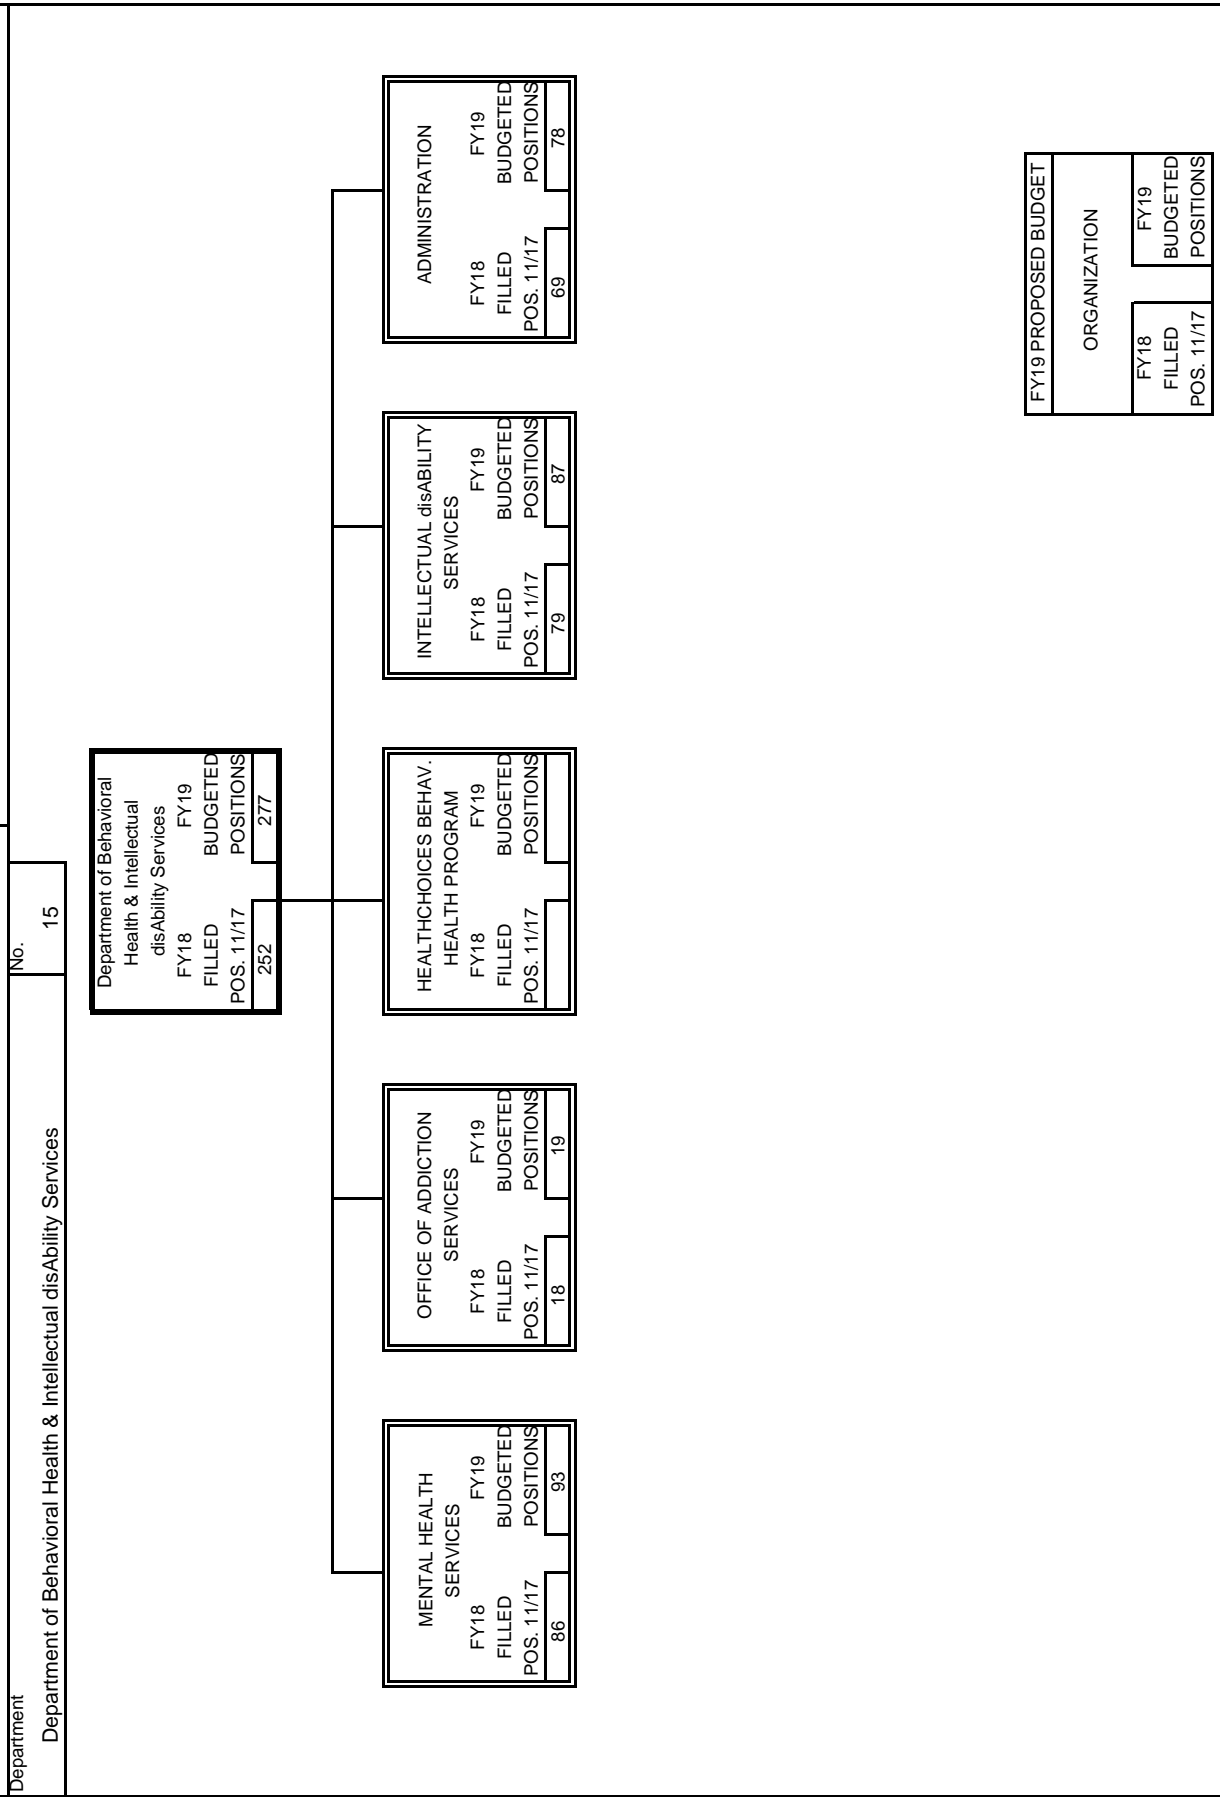 Department
No.
Department of Behavioral Health & Intellectual disAbility Services
15
Department of Behavioral
Health & Intellectual
disAbility Services
FY18 FY19
FILLED BUDGETED
POS. 11/17 POSITIONS
252 277
MENTAL HEALTH
SERVICES
FY18 FY19
FILLED BUDGETED
POS. 11/17 POSITIONS
86 93
OFFICE OF ADDICTION
SERVICES
FY18 FY19
FILLED BUDGETED
POS. 11/17 POSITIONS
18 19
HEALTHCHOICES BEHAV.
HEALTH PROGRAM
FY18 FY19
FILLED BUDGETED
POS. 11/17 POSITIONS
INTELLECTUAL disABILITY
SERVICES
FY18 FY19
FILLED BUDGETED
POS. 11/17 POSITIONS
79 87
ADMINISTRATION
FY18 FY19
FILLED BUDGETED
POS. 11/17 POSITIONS
69 78
FY19 PROPOSED BUDGET
ORGANIZATION
FY18 FY19
FILLED BUDGETED
POS. 11/17 POSITIONS